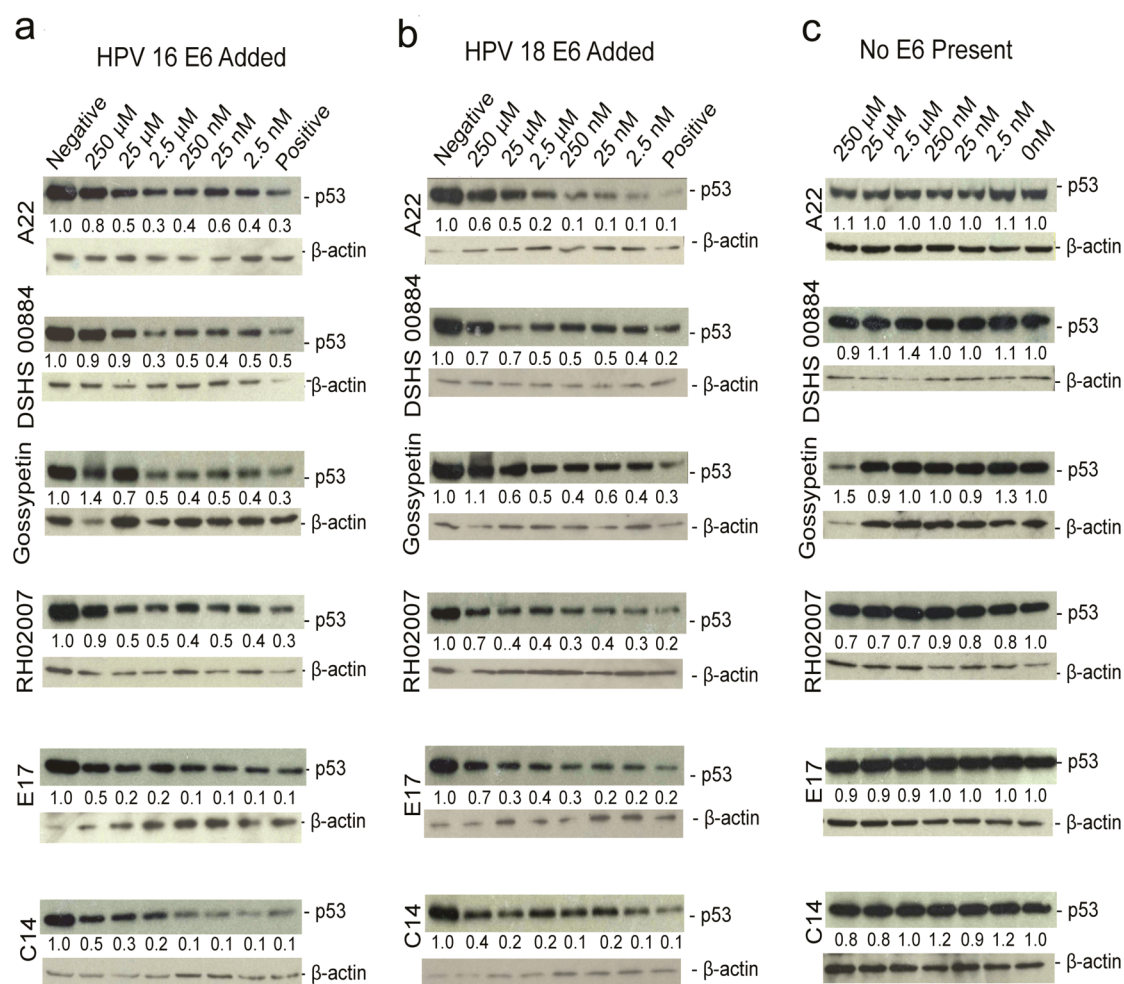 a
HPV 16 E6 Added
Negative
250 µM
25 µM
2.5 µM
250 nM
25 nM
2.5 nM
Positive
A22
- p53
1.0 0.8 0.5 0.3 0.4 0.6 0.4 0.3
- β-actin
DSHS 00884
- p53
1.0 0.9 0.9 0.3 0.5 0.4 0.5 0.5
- β-actin
Gossypetin
- p53
1.0 1.4 0.7 0.5 0.4 0.5 0.4 0.3
- β-actin
RH02007
- p53
1.0 0.9 0.5 0.5 0.4 0.5 0.4 0.3
- β-actin
E17
- p53
1.0 0.5 0.2 0.2 0.1 0.1 0.1 0.1
- β-actin
C14
- p53
1.0 0.5 0.3 0.2 0.1 0.1 0.1 0.1
- β-actin
b
HPV 18 E6 Added
Negative
250 µM
25 µM
2.5 µM
250 nM
25 nM
2.5 nM
Positive
A22
- p53
1.0 0.6 0.5 0.2 0.1 0.1 0.1 0.1
- β-actin
DSHS 00884
- p53
1.0 0.7 0.7 0.5 0.5 0.5 0.4 0.2
- β-actin
Gossypetin
- p53
1.0 1.1 0.6 0.5 0.4 0.6 0.4 0.3
- β-actin
RH02007
- p53
1.0 0.7 0..4 0.4 0.3 0.4 0.3 0.2
- β-actin
E17
- p53
1.0 0.7 0.3 0.4 0.3 0.2 0.2 0.2
- β-actin
C14
- p53
1.0 0.4 0.2 0.2 0.1 0.2 0.1 0.1
- β-actin
c
No E6 Present
250 µM
25 µM
2.5 µM
250 nM
25 nM
2.5 nM
0nM
A22
- p53
1.1 1.0 1.0 1.0 1.0 1.1 1.0
- β-actin
DSHS 00884
- p53
0.9 1.1 1.4 1.0 1.0 1.1 1.0
- β-actin
Gossypetin
- p53
1.5 0.9 1.0 1.0 0.9 1.3 1.0
- β-actin
RH02007
- p53
0.7 0.7 0.7 0.9 0.8 0.8 1.0
- β-actin
E17
- p53
0.9 0.9 0.9 1.0 1.0 1.0 1.0
- β-actin
C14
- p53
0.8 0.8 1.0 1.2 0.9 1.2 1.0
- β-actin